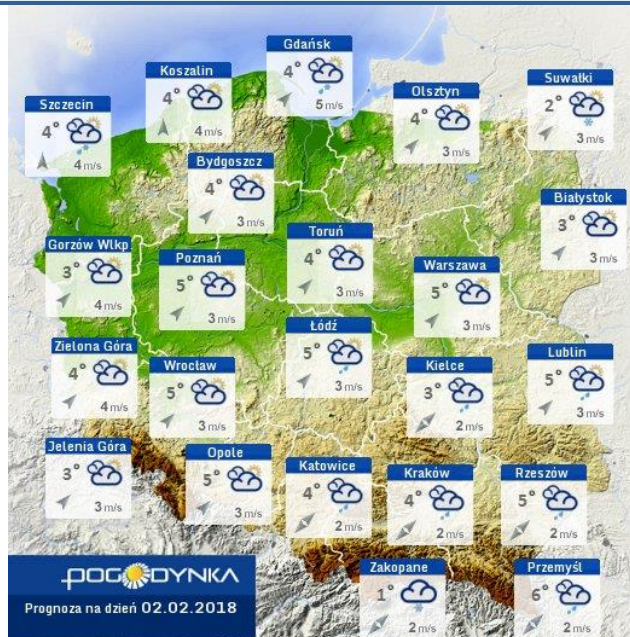 Gdańsk
4°
5 m/s
Koszalin
4°
4 m/s
Suwałki
2°
3 m/s
Olsztyn
4°
3 m/s
Szczecin
4°
4 m/s
Bydgoszcz
4°
3 m/s
Białystok
3°
3 m/s
Toruń
4°
3 m/s
Gorzów Wlkp
3°
4 m/s
Poznań
5°
3 m/s
Warszawa
5°
3 m/s
Łódź
5°
3 m/s
Zielona Góra
4°
4 m/s
Lublin
5°
3 m/s
Wrocław
5°
3 m/s
Kielce
3°
2 m/s
Jelenia Góra
3°
3 m/s
Opole
5°
3 m/s
Katowice
4°
2 m/s
Kraków
4°
2 m/s
Rzeszów
5°
2 m/s
Zakopane
1°
2 m/s
Przemyśl
6°
2 m/s
POGODYNKA
Prognoza na dzień 02.02.2018